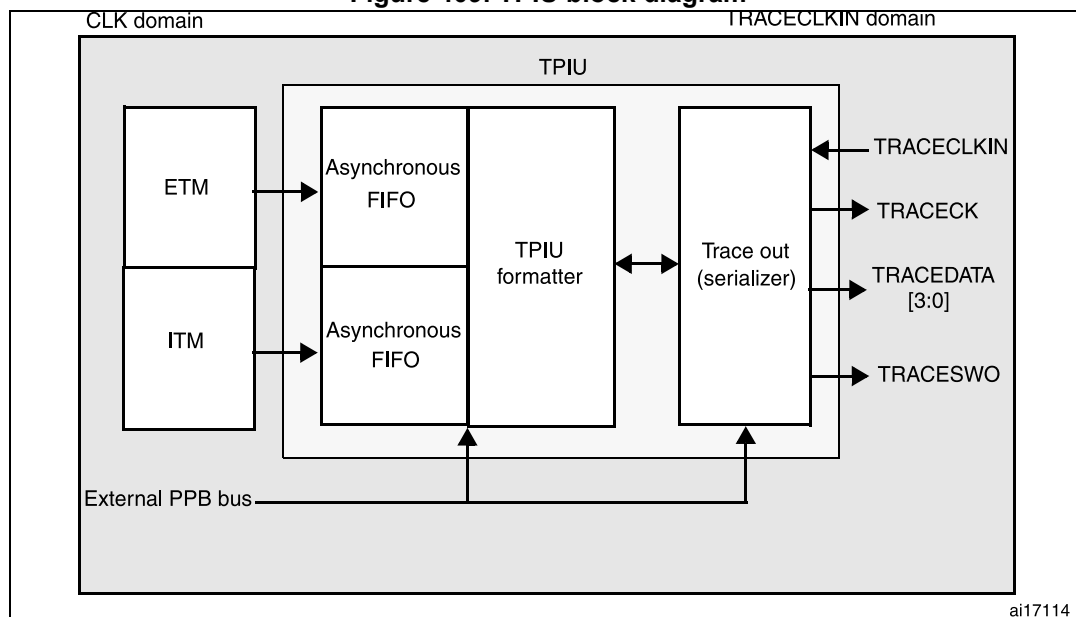 CLK domain
TRACECLKIN domain
TPIU
ETM
Asynchronous
FIFO
TPIU
formatter
Trace out
(serializer)
TRACECLKIN
TRACECK
TRACEDATA
[3:0]
TRACESWO
ITM
Asynchronous
FIFO
External PPB bus
ai17114